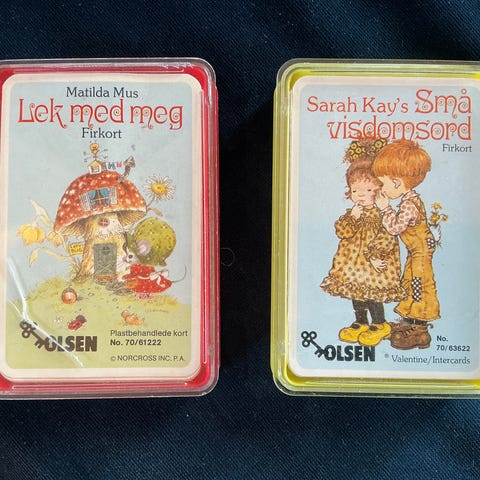 Matilda Mus
Lek med meg
Firkort
Plastbehandlede kort
No. 70/61222
OLSEN
© NORCROSS INC. P.A.
Sarah Kay's Små
visdomsord
Firkort
No.
70/63622
OLSEN
® Valentine/Intercards